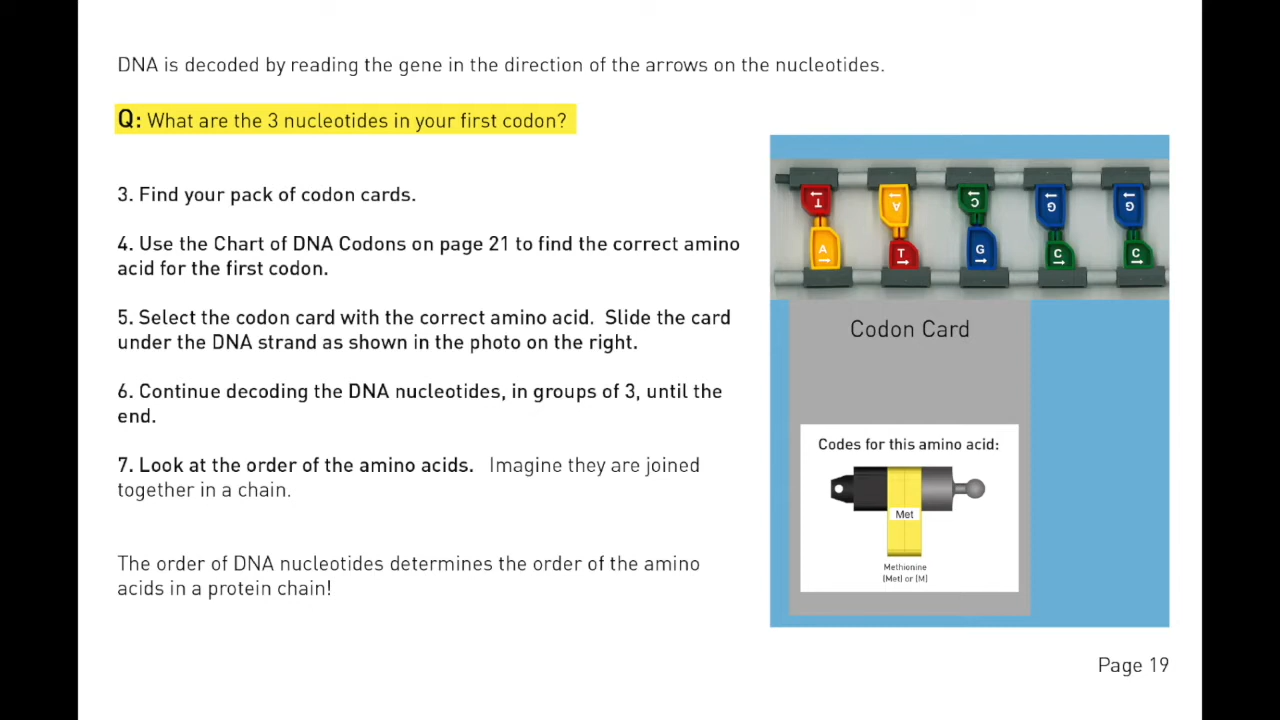 DNA is decoded by reading the gene in the direction of the arrows on the nucleotides.
Q: What are the 3 nucleotides in your first codon?
3. Find your pack of codon cards.
4. Use the Chart of DNA Codons on page 21 to find the correct amino
acid for the first codon.
5. Select the codon card with the correct amino acid. Slide the card
under the DNA strand as shown in the photo on the right.
6. Continue decoding the DNA nucleotides, in groups of 3, until the
end.
7. Look at the order of the amino acids. Imagine they are joined
together in a chain.
The order of DNA nucleotides determines the order of the amino
acids in a protein chain!
T A C G G
A T G C C
Codon Card
Codes for this amino acid:
Met
Methionine
(Met) or (M)
Page 19